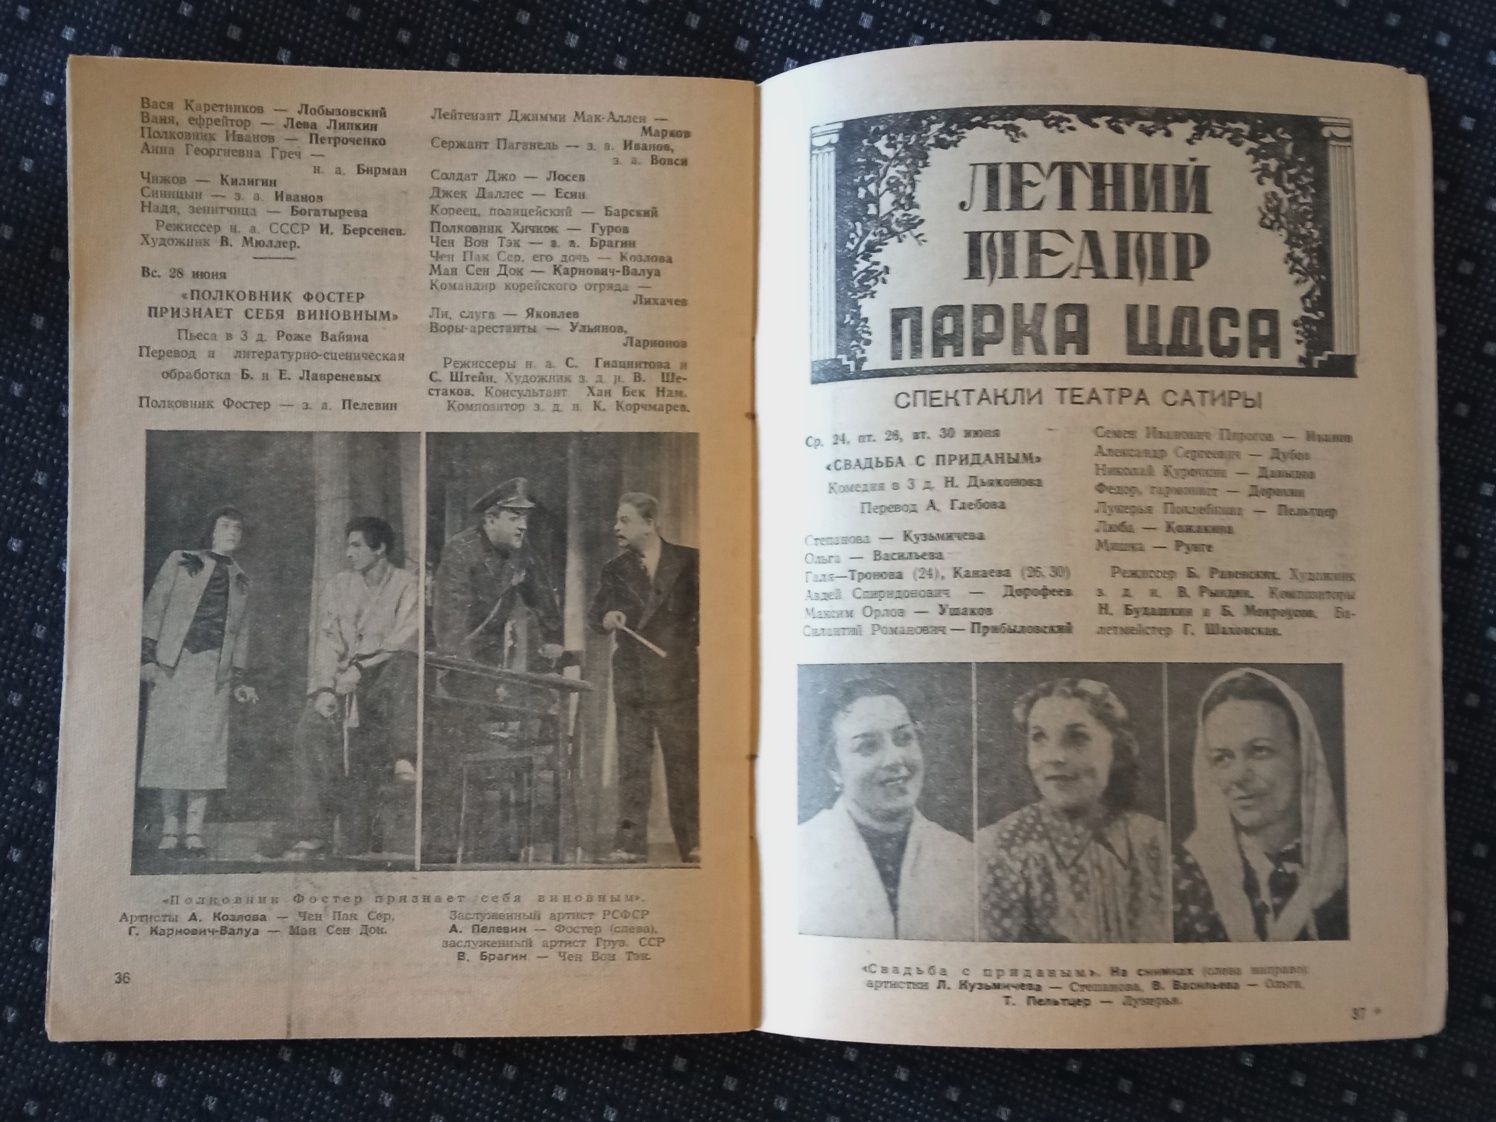 Вася Каретников — Лобызовский
Ваня, ефрейтор — Лева Липкин
Полковник Иванов — Петроченко
Анна Георгиевна Греч —
н. а. Бирман
Чижов — Килигин
Синицын — з. а. Иванов
Надя, зенитчица — Богатырева
Режиссер н. а. СССР И. Берсенев.
Художник В. Мюллер.
Вс. 28 июня
«ПОЛКОВНИК ФОСТЕР
ПРИЗНАЕТ СЕБЯ ВИНОВНЫМ»
Пьеса в 3 д. Роже Вайяна
Перевод и литературно-сценическая
обработка Б. и Е. Лавреневых
Полковник Фостер — з. а. Пелевин
Лейтенант Джимми Мак-Аллен —
Марков
Сержант Паганель — з. а. Иванов,
з. а. Вовси
Солдат Джо — Лосев
Джек Даллес — Есин
Кореец, полицейский — Барский
Полковник Хичкок — Гуров
Чен Вон Тэк — з. а. Брагин
Чен Пак Сер, его дочь — Козлова
Ман Сен Док — Карнович-Валуа
Командир корейского отряда —
Лихачев
Ли, слуга — Яковлев
Воры-арестанты — Ульянов,
Ларионов
Режиссеры н. а. С. Гиацинтова и
С. Штейн. Художник з. д. и. В. Ше-
стаков. Консультант Хан Бек Нам.
Композитор з. д. и. К. Корчмарев.
«Полковник Фостер признает себя виновным».
Артисты А. Козлова — Чен Пак Сер,
Г. Карнович-Валуа — Ман Сен Док.
Заслуженный артист РСФСР
А. Пелевин — Фостер (слева),
заслуженный артист Груз. ССР
В. Брагин — Чен Вон Тэк.
36
ЛЕТНИЙ
ТЕАТР
ПАРКА ЦДСА
СПЕКТАКЛИ ТЕАТРА САТИРЫ
Ср. 24, пт. 26, вт. 30 июня
«СВАДЬБА С ПРИДАНЫМ»
Комедия в 3 д. Н. Дьяконова
Перевод А. Глебова
Степанова — Кузьмичева
Ольга — Васильева
Галя—Тронова (24), Канаева (26, 30)
Авдей Спиридонович — Дорофеев
Максим Орлов — Ушаков
Силантий Романович — Прибыловский
Семен Иванович Пирогов — Иванов
Александр Сергеевич — Дубов
Николай Курочкин — Давыдов
Федор, гармонист — Доронин
Лукерья Похлебкина — Пельтцер
Люба — Кожакина
Мишка — Рунге
Режиссер Б. Равенских. Художник
з. д. и. В. Рындин. Композиторы
Н. Будашкин и Б. Мокроусов. Ба-
летмейстер Г. Шаховская.
«Свадьба с приданым». На снимках (слева направо):
артистки Л. Кузьмичева — Степанова, В. Васильева — Ольга,
Т. Пельтцер — Лукерья.
37 *